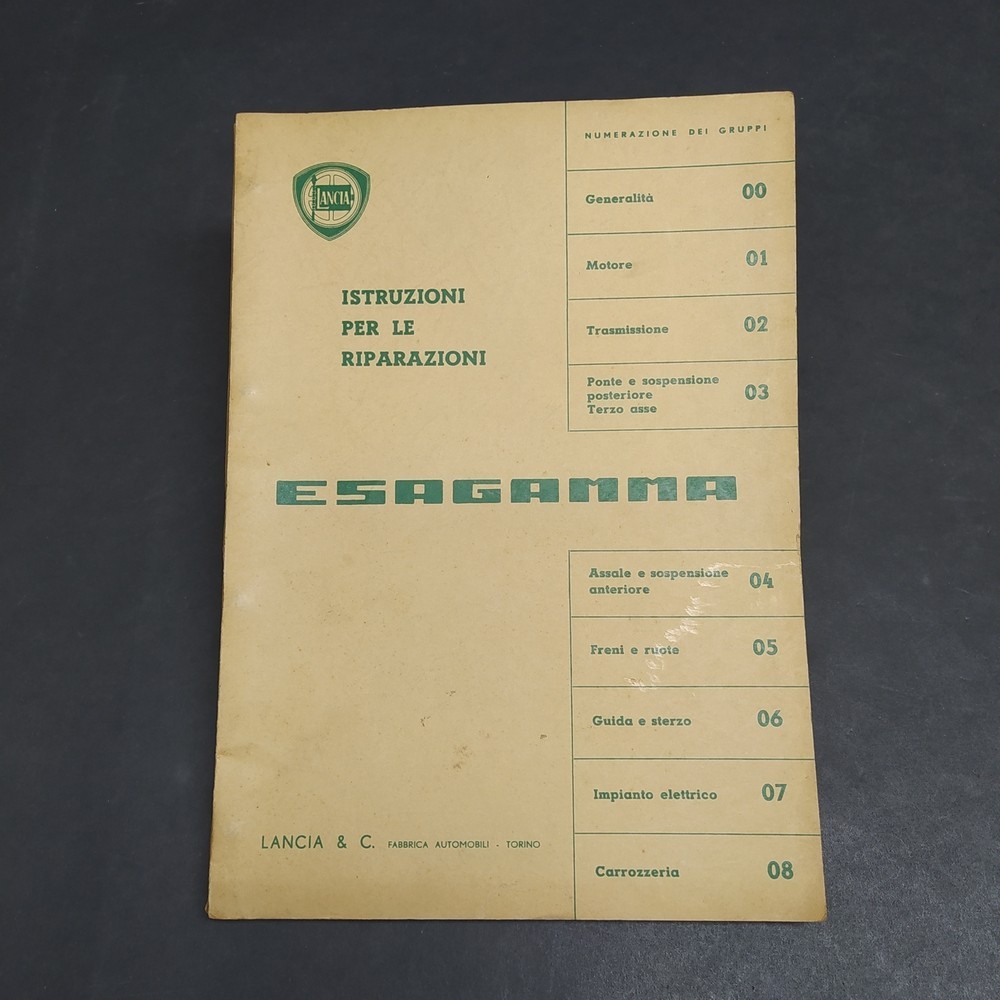 LANCIA
ISTRUZIONI
PER LE
RIPARAZIONI
ESAGAMMA
LANCIA & C. FABBRICA AUTOMOBILI - TORINO
NUMERAZIONE DEI GRUPPI
Generalità 00
Motore 01
Trasmissione 02
Ponte e sospensione
posteriore 03
Terzo asse
Assale e sospensione
anteriore 04
Freni e ruote 05
Guida e sterzo 06
Impianto elettrico 07
Carrozzeria 08